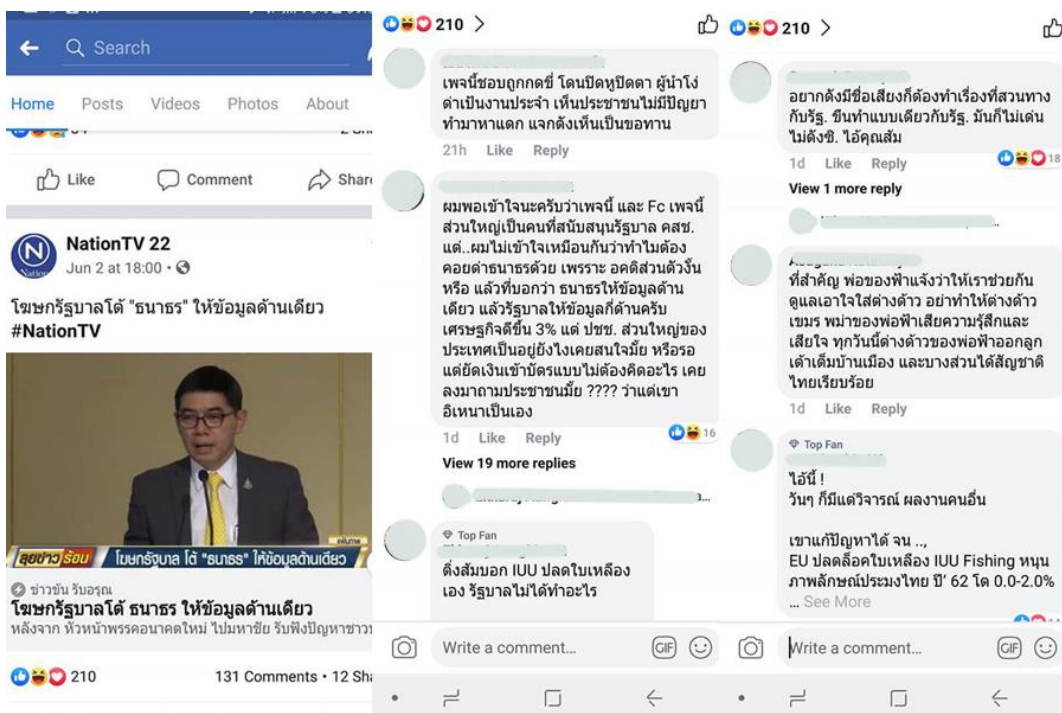 Search
Home Posts Videos Photos About
Like Comment Share
NationTV 22
Jun 2 at 18:00
โฆษกรัฐบาลโต้ "ธนาธร" ให้ข้อมูลด้านเดียว
#NationTV
ลุยข่าวร้อน โฆษกรัฐบาล โต้ "ธนาธร" ให้ข้อมูลด้านเดียว
ข่าวข้น รับอรุณ
โฆษกรัฐบาลโต้ ธนาธร ให้ข้อมูลด้านเดียว
หลังจาก หัวหน้าพรรคอนาคตใหม่ ไปมหาชัย รับฟังปัญหาชาวบ
210 131 Comments • 12 Sha
210
เพจนี้ชอบถูกกดขี่ โดนปิดหูปิดตา ผู้นำโง่
ด่าเป็นงานประจำ เห็นประชาชนไม่มีปัญยา
ทำมาหาแดก แจกตังเห็นเป็นขอทาน
21h Like Reply
ผมพอเข้าใจนะครับว่าเพจนี้ และ Fc เพจนี้
ส่วนใหญ่เป็นคนที่สนับสนุนรัฐบาล คสช.
แต่..ผมไม่เข้าใจเหมือนกันว่าทำไมต้อง
คอยด่าธนาธรด้วย เพรราะ อคติส่วนตัวงั้น
หรือ แล้วที่บอกว่า ธนาธรให้ข้อมูลด้าน
เดียว แล้วรัฐบาลให้ข้อมูลกี่ด้านครับ
เศรษฐกิจดีขึ้น 3% แต่ ปชช. ส่วนใหญ่ของ
ประเทศเป็นอยู่ยังไงเคยสนใจมั้ย หรือรอ
แต่ยัดเงินเข้าบัตรแบบไม่ต้องคิดอะไร เคย
ลงมาถามประชาชนมั้ย ???? ว่าแต่เขา
อิเหนาเป็นเอง
1d Like Reply 16
View 19 more replies
Top Fan
ติ่งสัมบอก IUU ปลดใบเหลือง
เอง รัฐบาลไม่ได้ทำอะไร
Write a comment... GIF
210
อยากดังมีชื่อเสียงก็ต้องทำเรื่องที่สวนทาง
กับรัฐ. ขืนทำแบบเดียวกับรัฐ. มันก็ไม่เด่น
ไม่ดังซิ. ไอ้คุณสัม
1d Like Reply 18
View 1 more reply
ที่สำคัญ พ่อของฟ้าแจ้งว่าให้เราช่วยกัน
ดูแลเอาใจใส่ต่างด้าว อย่าทำให้ต่างด้าว
เขมร พม่าของพ่อฟ้าเสียความรู้สึกและ
เสียใจ ทุกวันนี้ต่างด้าวของพ่อฟ้าออกลูก
เต้าเต็มบ้านเมือง และบางส่วนได้สัญชาติ
ไทยเรียบร้อย
1d Like Reply
Top Fan
ไอ้นี่ !
วันๆ ก็มีแต่วิจารณ์ ผลงานคนอื่น
เขาแก้ปัญหาได้ จน ..,
EU ปลดล็อคใบเหลือง IUU Fishing หนุน
ภาพลักษณ์ประมงไทย ปี' 62 โต 0.0-2.0%
... See More
Write a comment... GIF